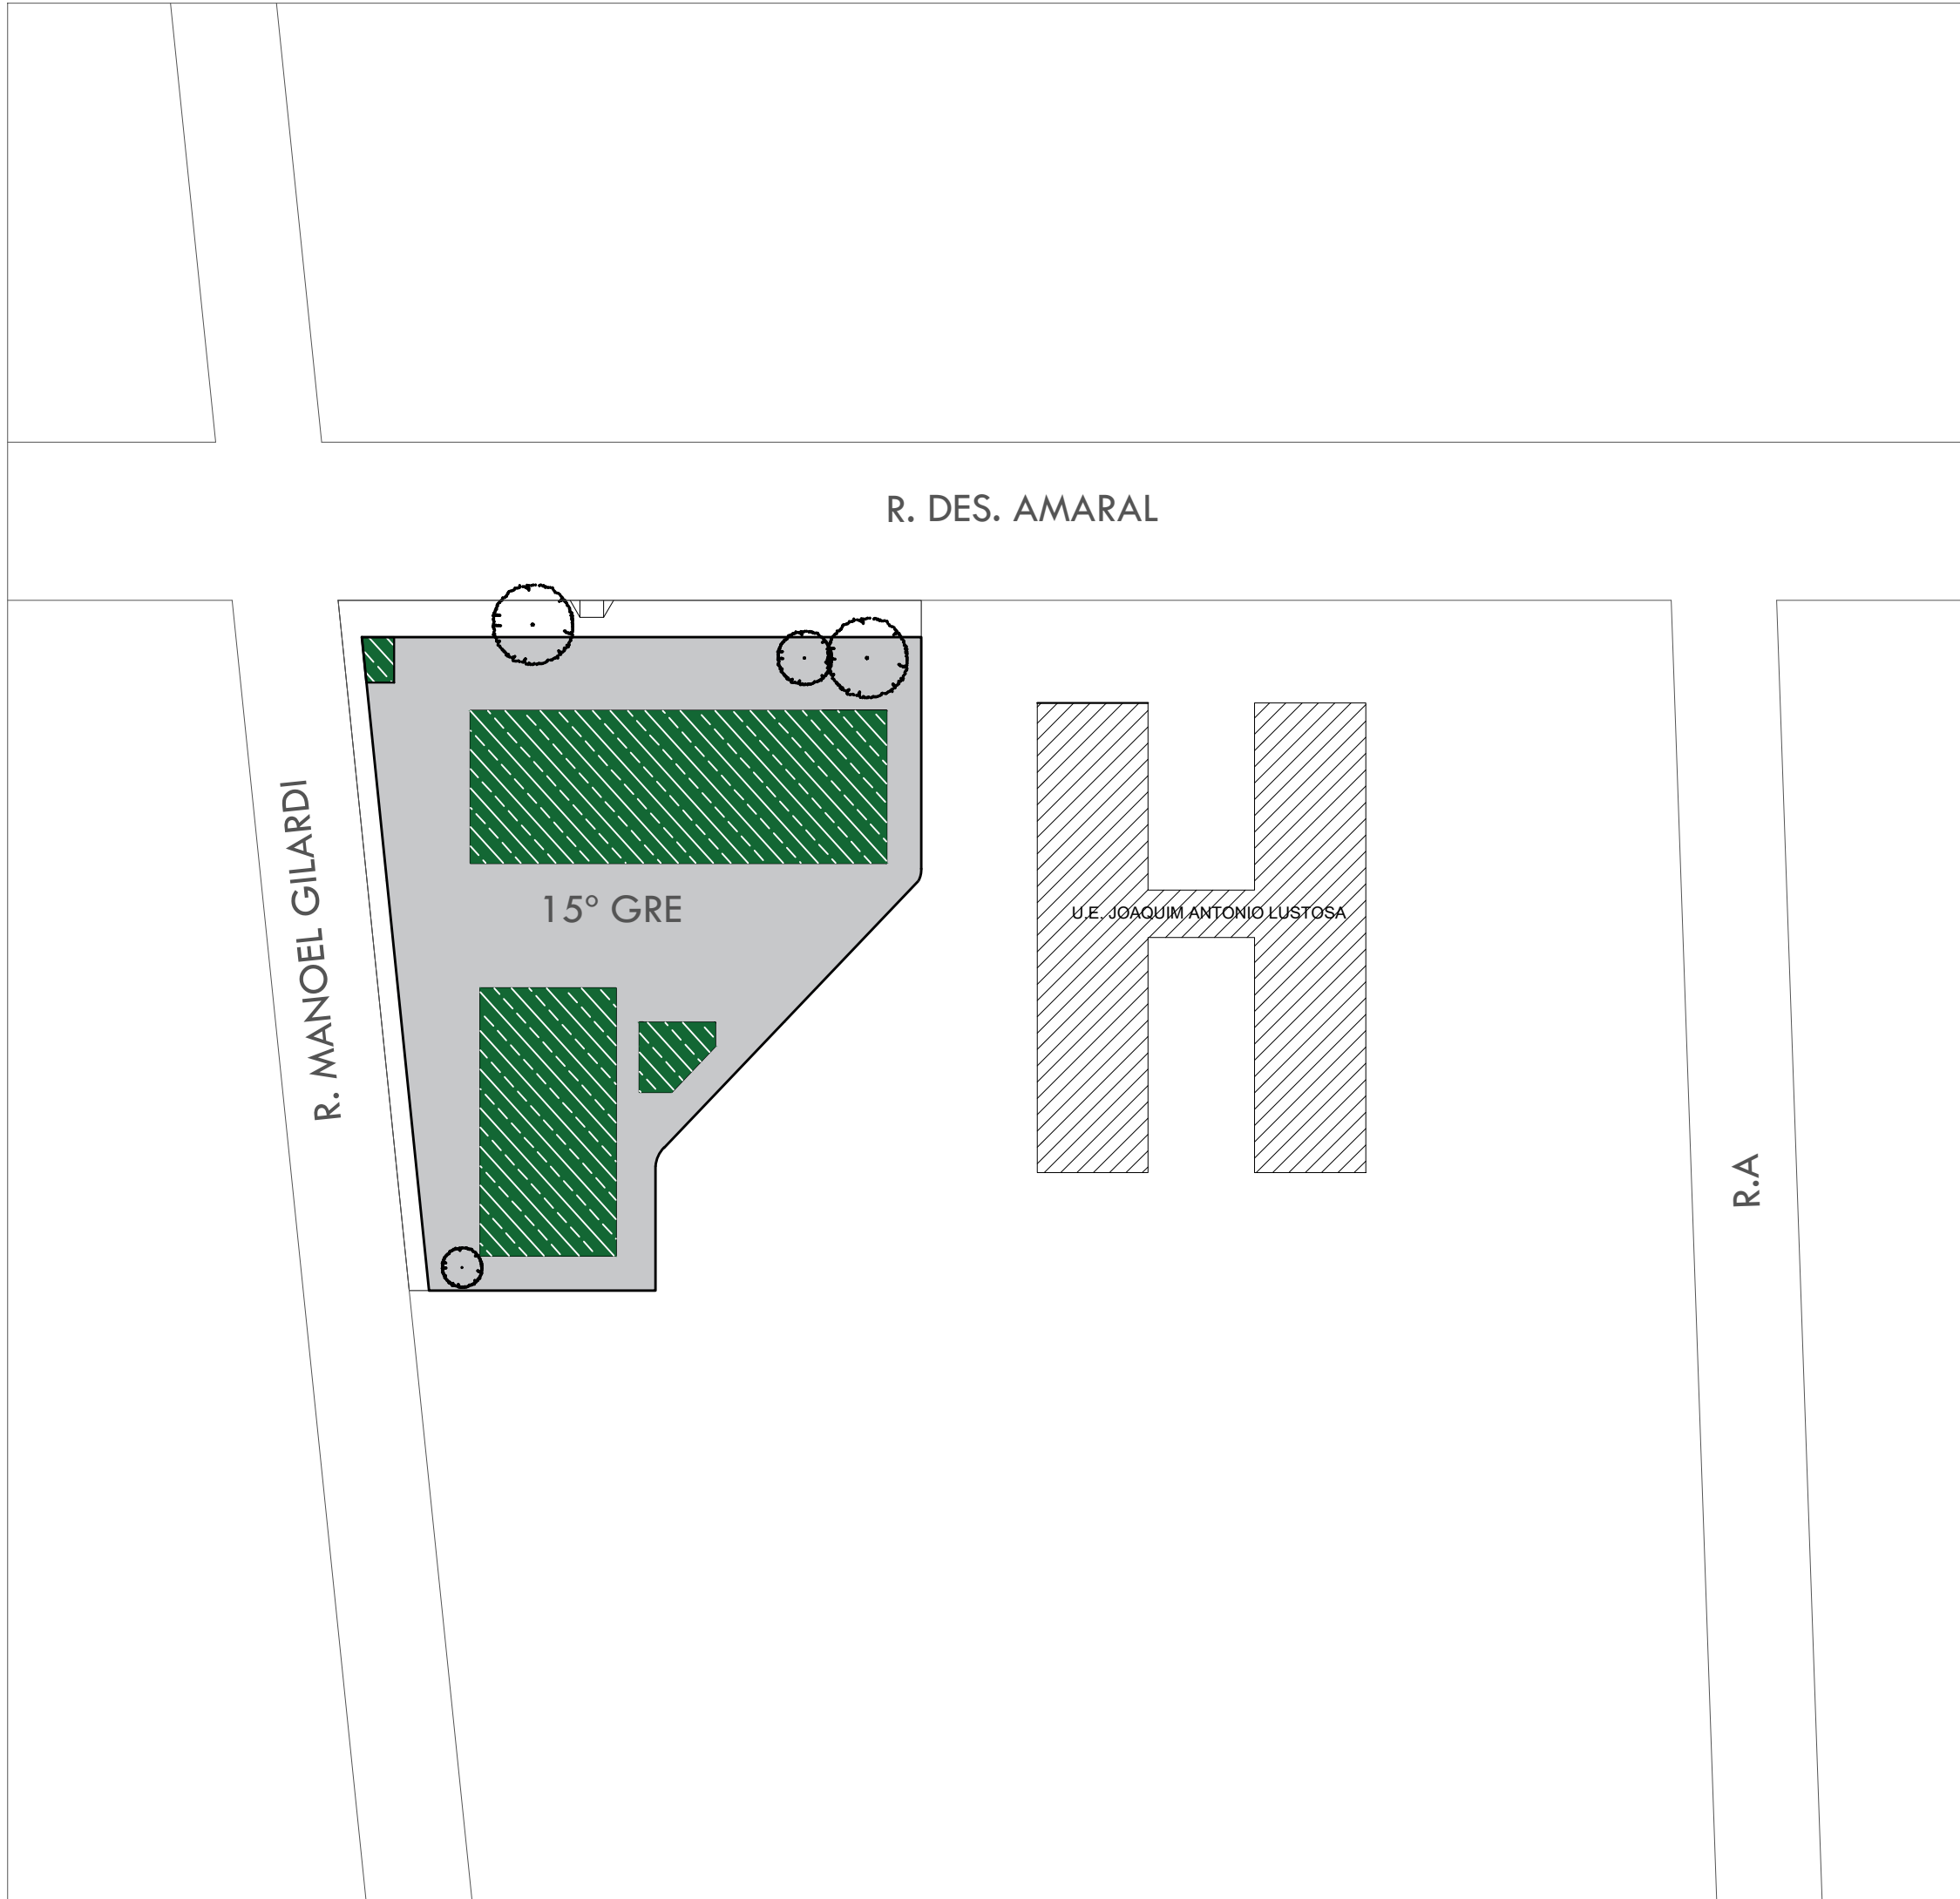 R. DES. AMARAL
R. MANOEL GILARDI
15° GRE
U.E. JOAQUIM ANTONIO LUSTOSA
R.A